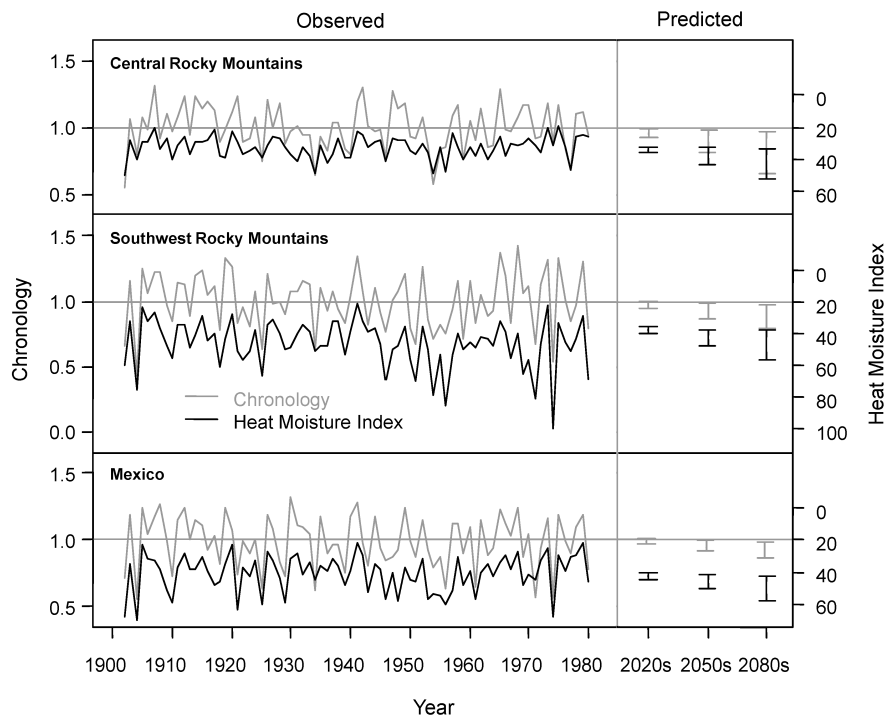 Observed
Predicted
Central Rocky Mountains
1.5
1.0
0.5
0
20
40
60
Southwest Rocky Mountains
1.5
1.0
0.5
0.0
0
20
40
60
80
100
Chronology
Heat Moisture Index
Mexico
1.5
1.0
0.5
0
20
40
60
1900 1910 1920 1930 1940 1950 1960 1970 1980 2020s 2050s 2080s
Year
Chronology
Heat Moisture Index